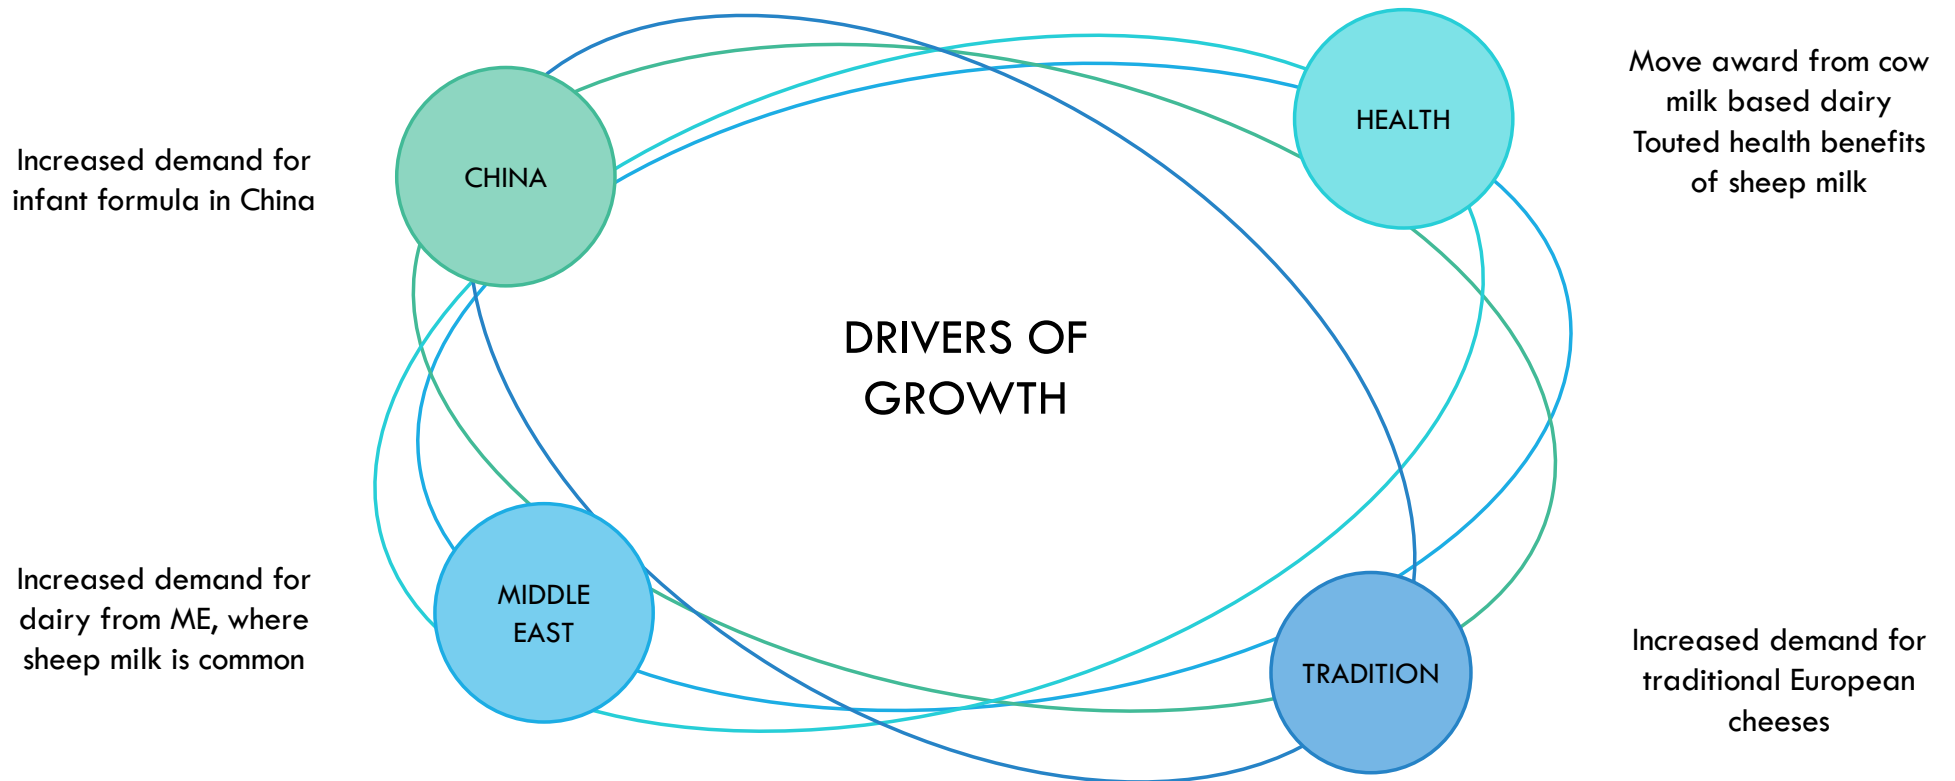 CHINA
Increased demand for
infant formula in China
HEALTH
Move award from cow
milk based dairy
Touted health benefits
of sheep milk
DRIVERS OF
GROWTH
MIDDLE
EAST
Increased demand for
dairy from ME, where
sheep milk is common
TRADITION
Increased demand for
traditional European
cheeses